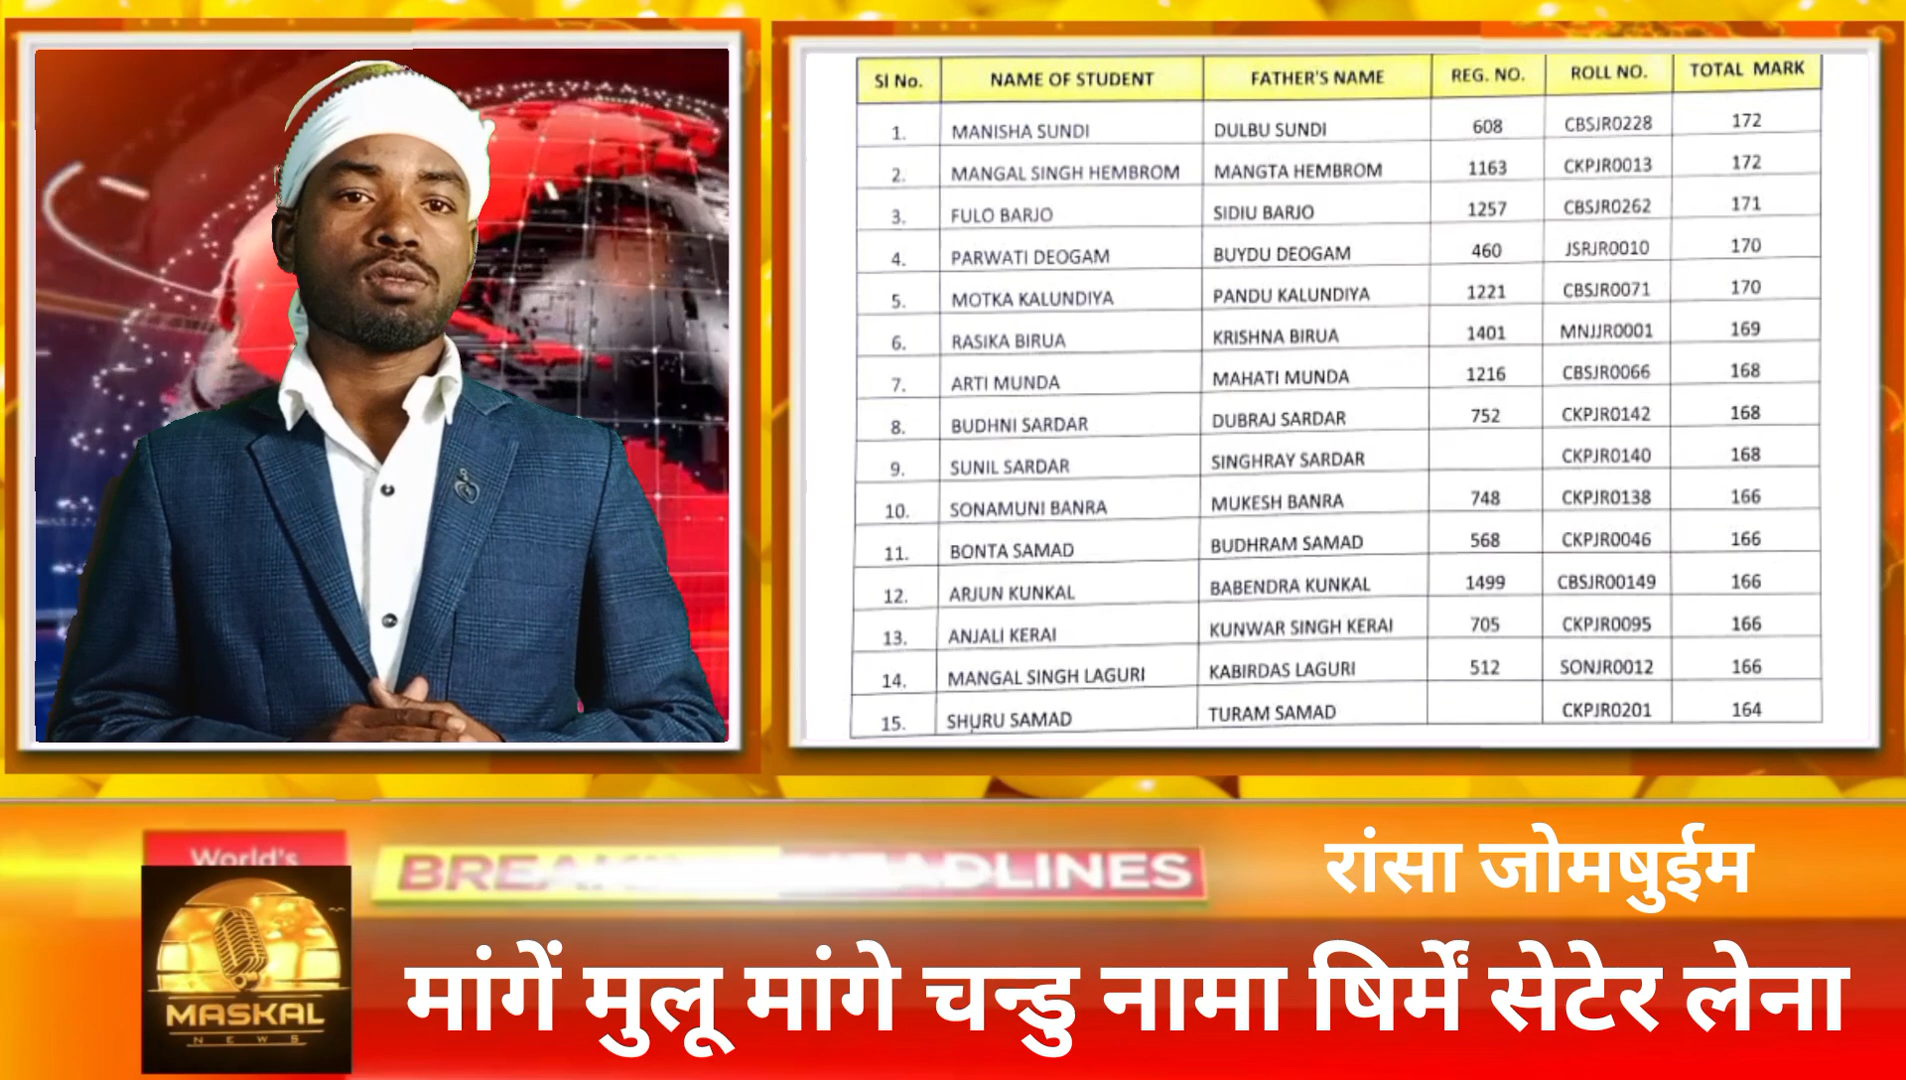 SI No. NAME OF STUDENT FATHER'S NAME REG. NO. ROLL NO. TOTAL MARK
1. MANISHA SUNDI DULBU SUNDI 608 CBSJR0228 172
2. MANGAL SINGH HEMBROM MANGTA HEMBROM 1163 CKPJR0013 172
3. FULO BARJO SIDIU BARJO 1257 CBSJR0262 171
4. PARWATI DEOGAM BUYDU DEOGAM 460 JSRJR0010 170
5. MOTKA KALUNDIYA PANDU KALUNDIYA 1221 CBSJR0071 170
6. RASIKA BIRUA KRISHNA BIRUA 1401 MNJJR0001 169
7. ARTI MUNDA MAHATI MUNDA 1216 CBSJR0066 168
8. BUDHNI SARDAR DUBRAJ SARDAR 752 CKPJR0142 168
9. SUNIL SARDAR SINGHRAY SARDAR CKPJR0140 168
10. SONAMUNI BANRA MUKESH BANRA 748 CKPJR0138 166
11. BONTA SAMAD BUDHRAM SAMAD 568 CKPJR0046 166
12. ARJUN KUNKAL BABENDRA KUNKAL 1499 CBSJR00149 166
13. ANJALI KERAI KUNWAR SINGH KERAI 705 CKPJR0095 166
14. MANGAL SINGH LAGURI KABIRDAS LAGURI 512 SONJR0012 166
15. SHURU SAMAD TURAM SAMAD CKPJR0201 164
World's
रांसा जोमषुईम
मांगें मुलू मांगे चन्डु नामा षिर्में सेटेर लेना
MASKAL
NEWS